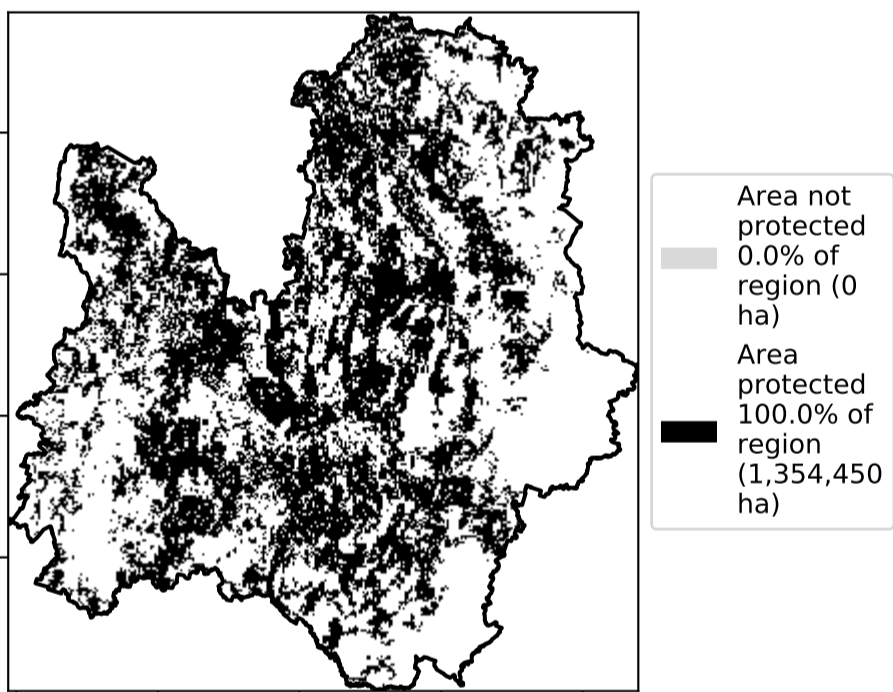 Area not
protected
0.0% of
region (0
ha)
Area
protected
100.0% of
region
(1,354,450
ha)